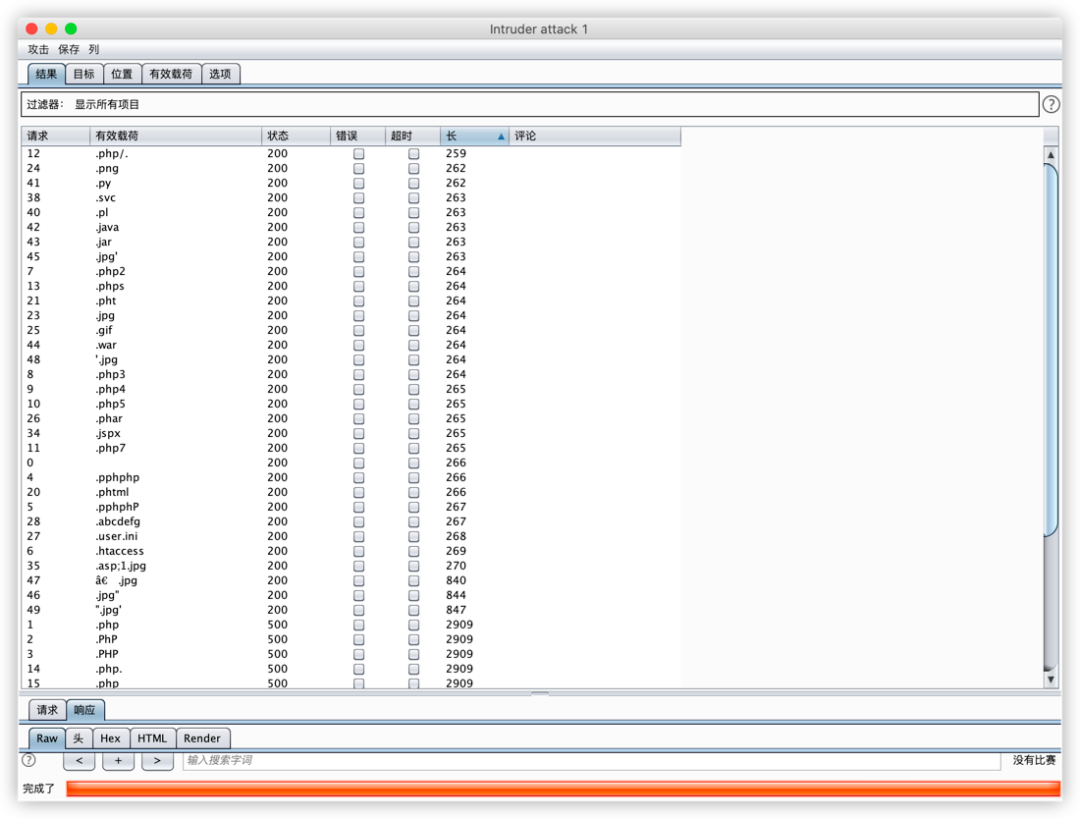 Intruder attack 1
攻击 保存 列
结果 目标 位置 有效载荷 选项
过滤器: 显示所有项目 ?
请求 有效载荷 状态 错误 超时 长 评论
12 .php/. 200 259
24 .png 200 262
41 .py 200 262
38 .svc 200 263
40 .pl 200 263
42 .java 200 263
43 .jar 200 263
45 .jpg' 200 263
7 .php2 200 264
13 .phps 200 264
21 .pht 200 264
23 .jpg 200 264
25 .gif 200 264
44 .war 200 264
48 '.jpg 200 264
8 .php3 200 264
9 .php4 200 265
10 .php5 200 265
26 .phar 200 265
34 .jspx 200 265
11 .php7 200 265
0 200 266
4 .pphphp 200 266
20 .phtml 200 266
5 .pphphP 200 267
28 .abcdefg 200 267
27 .user.ini 200 268
6 .htaccess 200 269
35 .asp;1.jpg 200 270
47 â€ .jpg 200 840
46 .jpg" 200 844
49 ".jpg' 200 847
1 .php 500 2909
2 .PhP 500 2909
3 .PHP 500 2909
14 .php. 500 2909
15 .php 500 2909
请求 响应
Raw 头 Hex HTML Render
? < + > 输入搜索字词 没有比赛
完成了